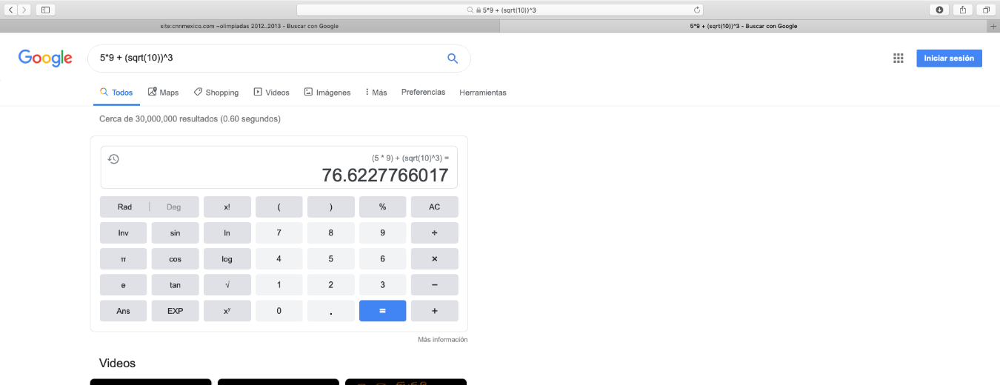 5*9 + (sqrt(10))^3
site:cnnmexico.com ~olimpiadas 2012..2013 - Buscar con Google
5*9 + (sqrt(10))^3 - Buscar con Google
Google
5*9 + (sqrt(10))^3
Iniciar sesión
Todos Maps Shopping Videos Imágenes Más Preferencias Herramientas
Cerca de 30,000,000 resultados (0.60 segundos)
(5 * 9) + (sqrt(10)^3) =
76.6227766017
Rad | Deg x! ( ) % AC
Inv sin ln 7 8 9 ÷
π cos log 4 5 6 ×
e tan √ 1 2 3 −
Ans EXP xʸ 0 . = +
Más información
Videos